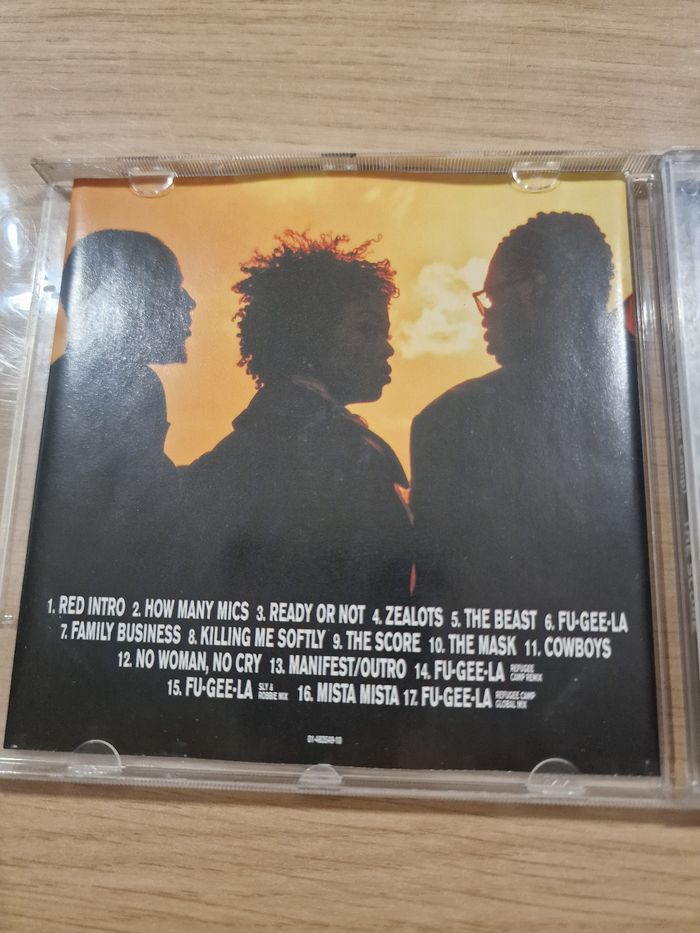 1. RED INTRO 2. HOW MANY MICS 3. READY OR NOT 4. ZEALOTS 5. THE BEAST 6. FU-GEE-LA
7. FAMILY BUSINESS 8. KILLING ME SOFTLY 9. THE SCORE 10. THE MASK 11. COWBOYS
12. NO WOMAN, NO CRY 13. MANIFEST/OUTRO 14. FU-GEE-LA REFUGEE CAMP REMIX
15. FU-GEE-LA SLY & ROBBIE MIX 16. MISTA MISTA 17. FU-GEE-LA REFUGEE CAMP GLOBAL MIX
01-483549-10